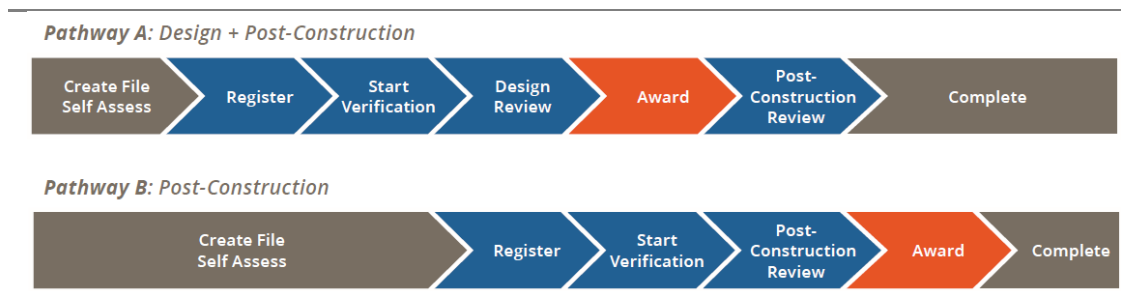 Pathway A: Design + Post-Construction
Create File
Self Assess
Register
Start
Verification
Design
Review
Award
Post-
Construction
Review
Complete
Pathway B: Post-Construction
Create File
Self Assess
Register
Start
Verification
Post-
Construction
Review
Award
Complete